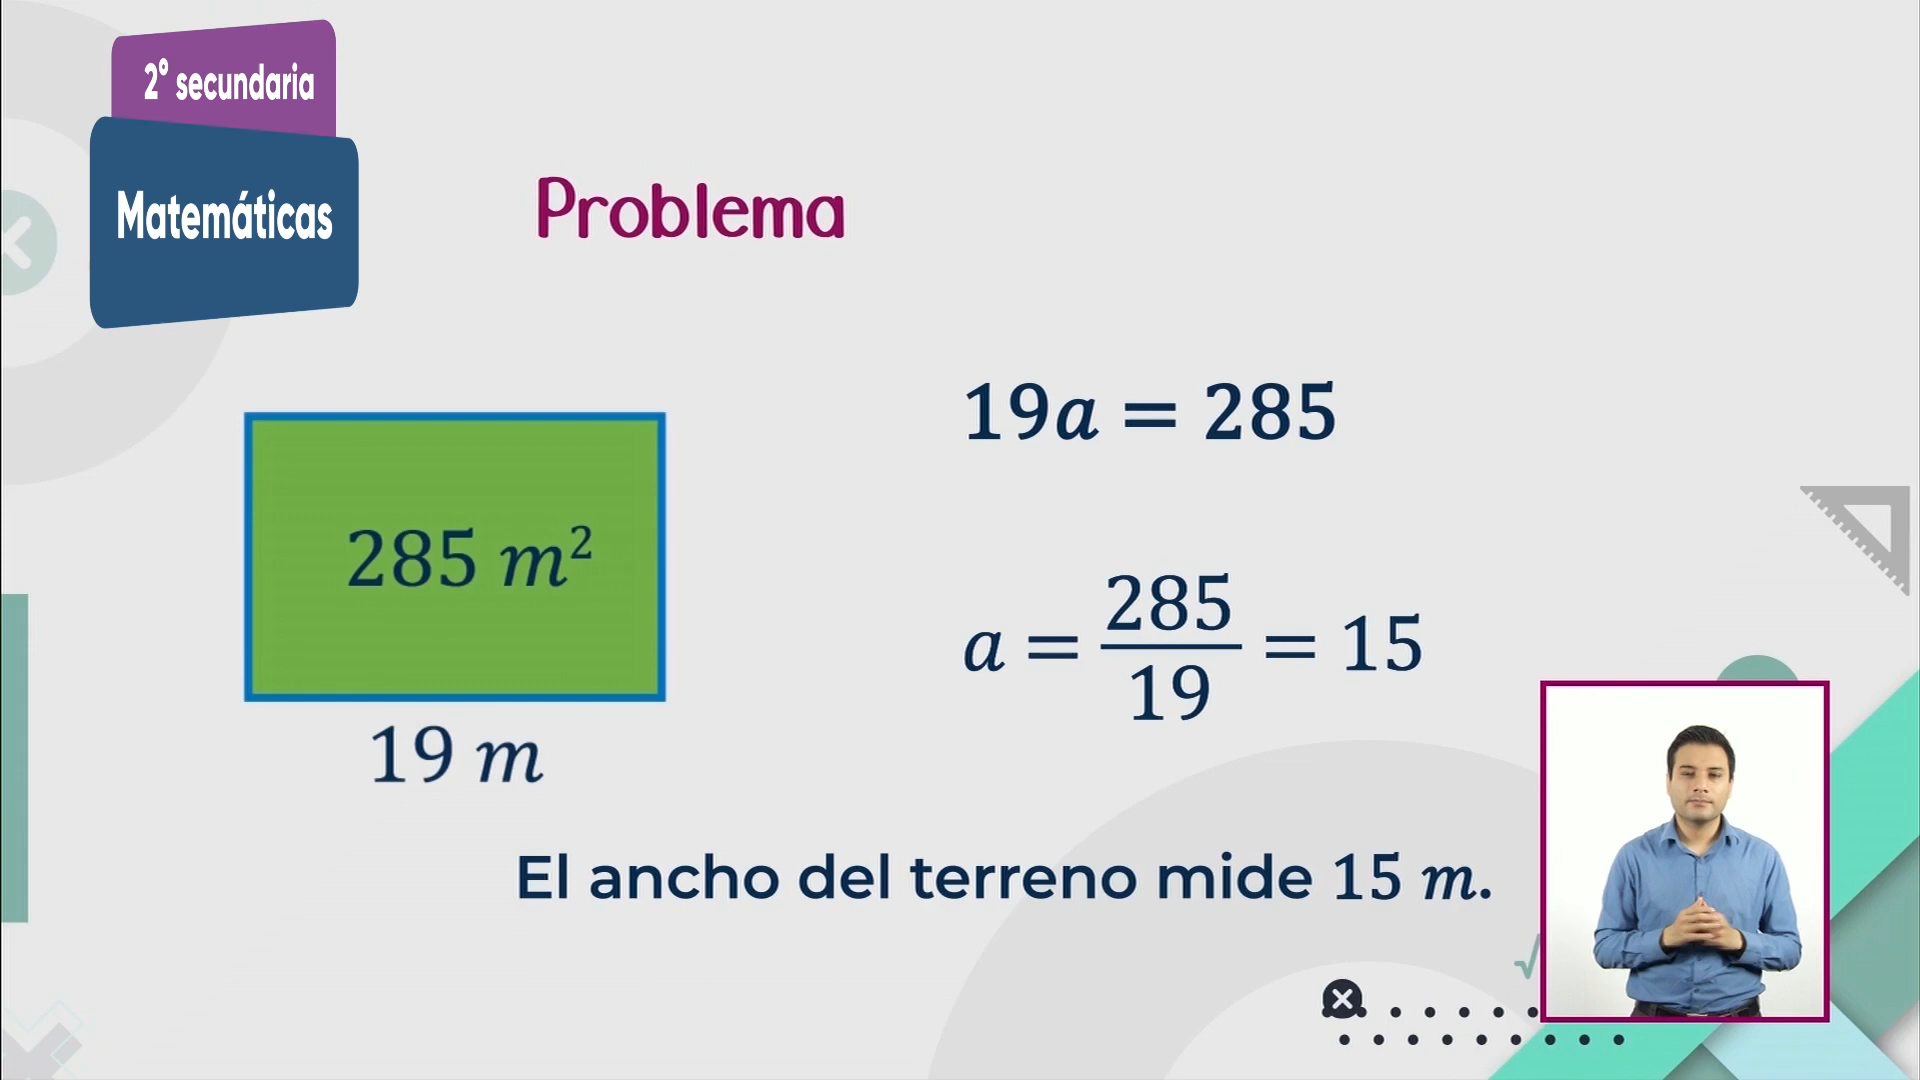 2° secundaria
Matemáticas
Problema
19a = 285
285 m²
a = 285/19 = 15
19 m
El ancho del terreno mide 15 m.